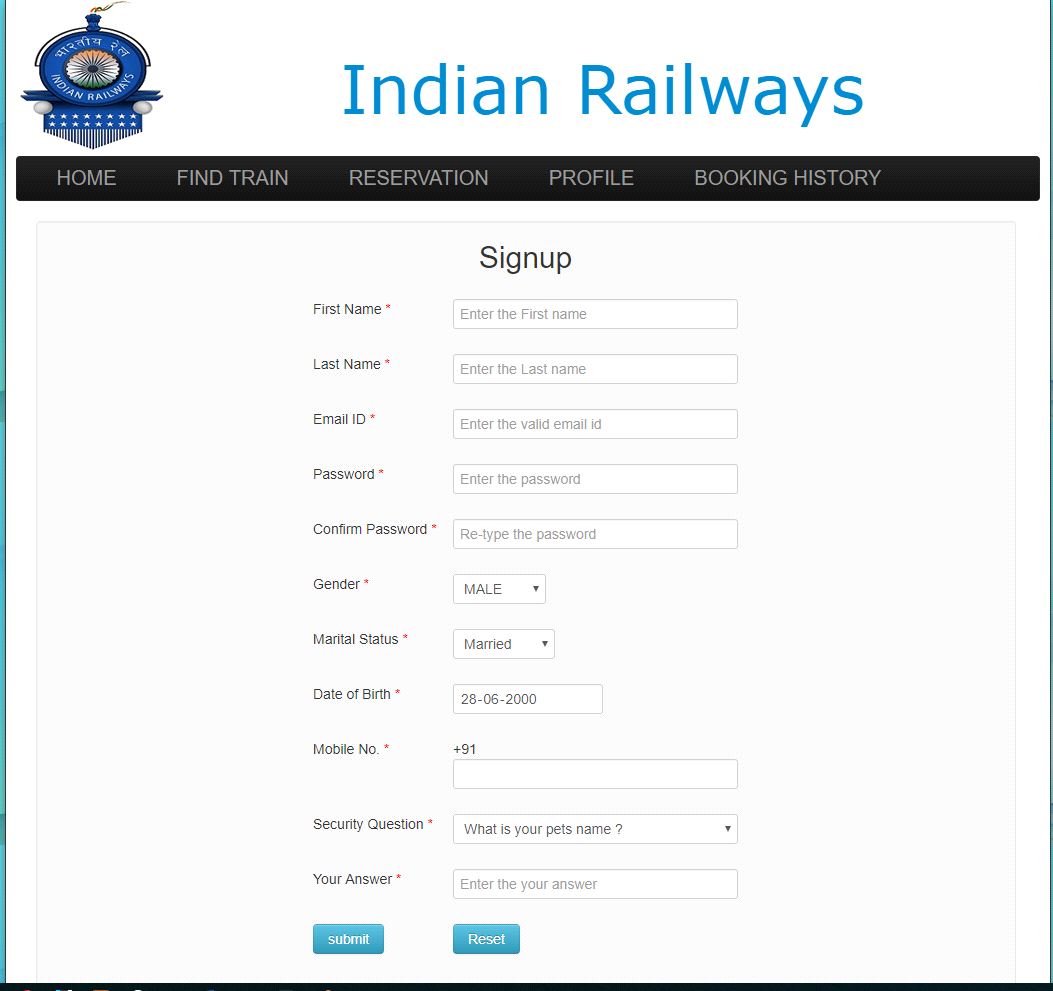 भारतीय रेल
INDIAN RAILWAYS
Indian Railways
HOME FIND TRAIN RESERVATION PROFILE BOOKING HISTORY
Signup
First Name * Enter the First name
Last Name * Enter the Last name
Email ID * Enter the valid email id
Password * Enter the password
Confirm Password * Re-type the password
Gender * MALE
Marital Status * Married
Date of Birth * 28-06-2000
Mobile No. * +91
Security Question * What is your pets name ?
Your Answer * Enter the your answer
submit Reset